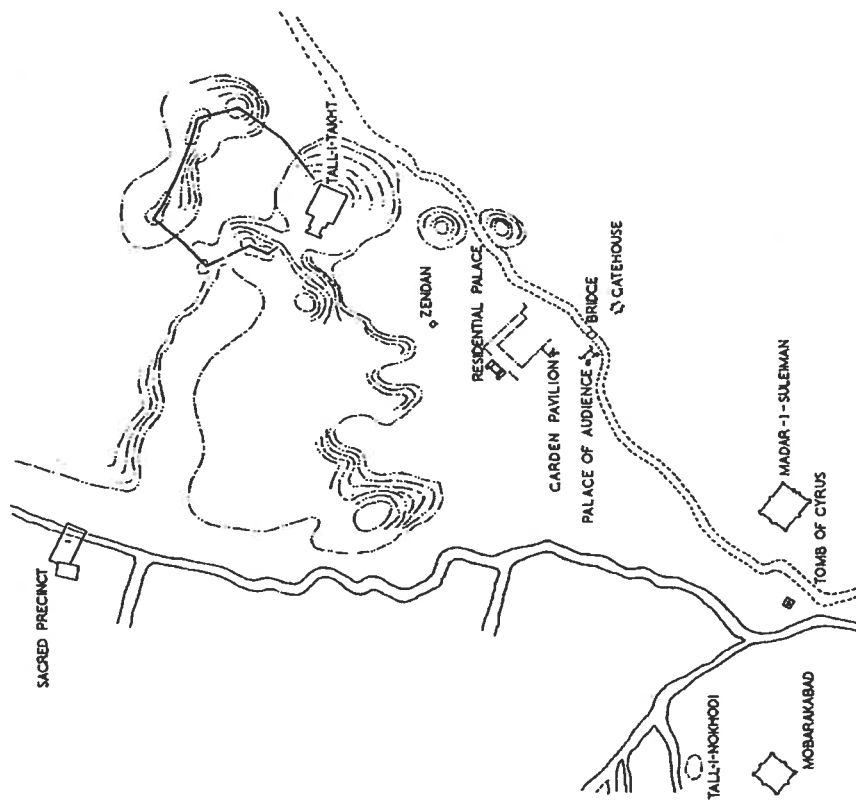 SACRED PRECINCT
TALL-I-TAKHT
ZENDAN
RESIDENTIAL PALACE
GARDEN PAVILION
PALACE OF AUDIENCE
BRIDGE
GATEHOUSE
MADAR-I-SULEIMAN
TOMB OF CYRUS
TALL-I-NOKHODI
MOBARAKABAD